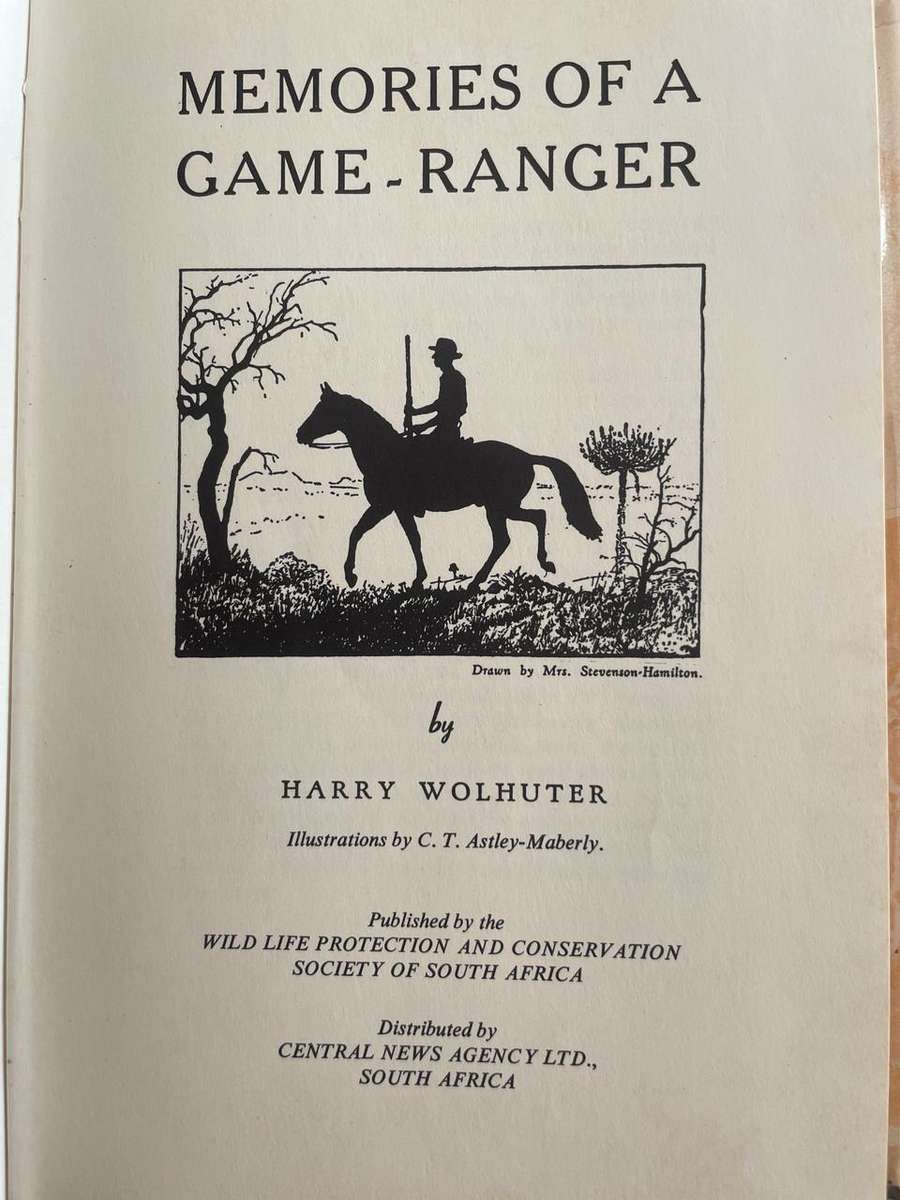 MEMORIES OF A
GAME-RANGER
Drawn by Mrs. Stevenson-Hamilton.
by
HARRY WOLHUTER
Illustrations by C. T. Astley-Maberly.
Published by the
WILD LIFE PROTECTION AND CONSERVATION
SOCIETY OF SOUTH AFRICA
Distributed by
CENTRAL NEWS AGENCY LTD.,
SOUTH AFRICA